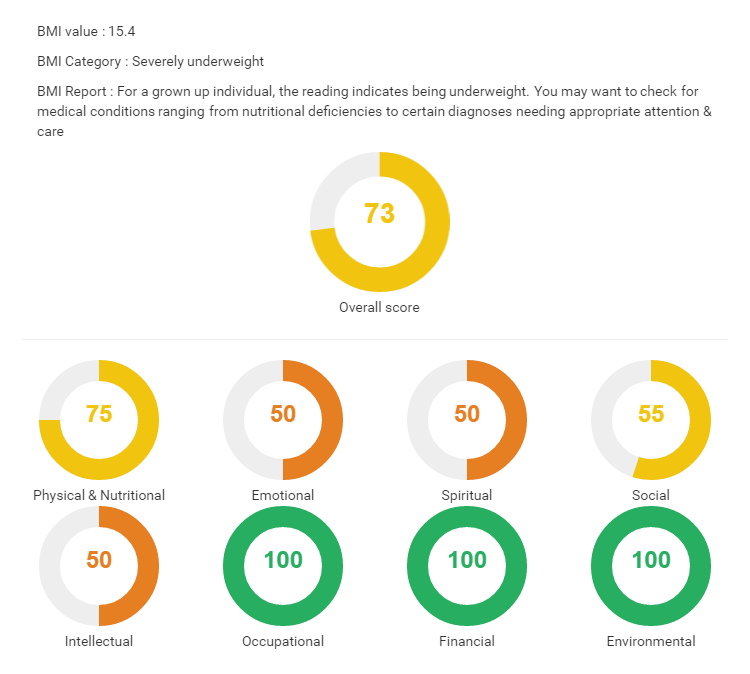 BMI value : 15.4
BMI Category : Severely underweight
BMI Report : For a grown up individual, the reading indicates being underweight. You may want to check for
medical conditions ranging from nutritional deficiencies to certain diagnoses needing appropriate attention &
care
73
Overall score
75
50
50
55
Physical & Nutritional
Emotional
Spiritual
Social
50
100
100
100
Intellectual
Occupational
Financial
Environmental